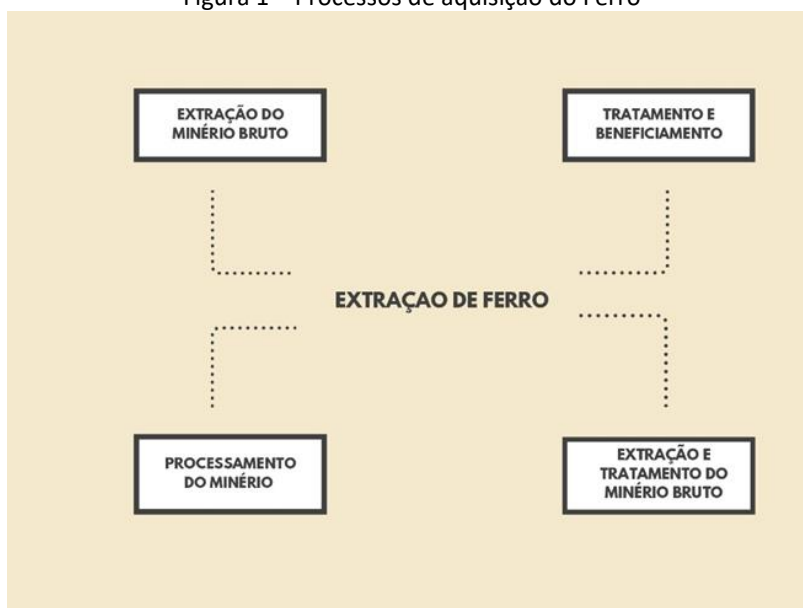 Figura 1 – Processos de aquisição do Ferro
EXTRAÇÃO DO
MINÉRIO BRUTO
TRATAMENTO E
BENEFICIAMENTO
EXTRAÇAO DE FERRO
PROCESSAMENTO
DO MINÉRIO
EXTRAÇÃO E
TRATAMENTO DO
MINÉRIO BRUTO